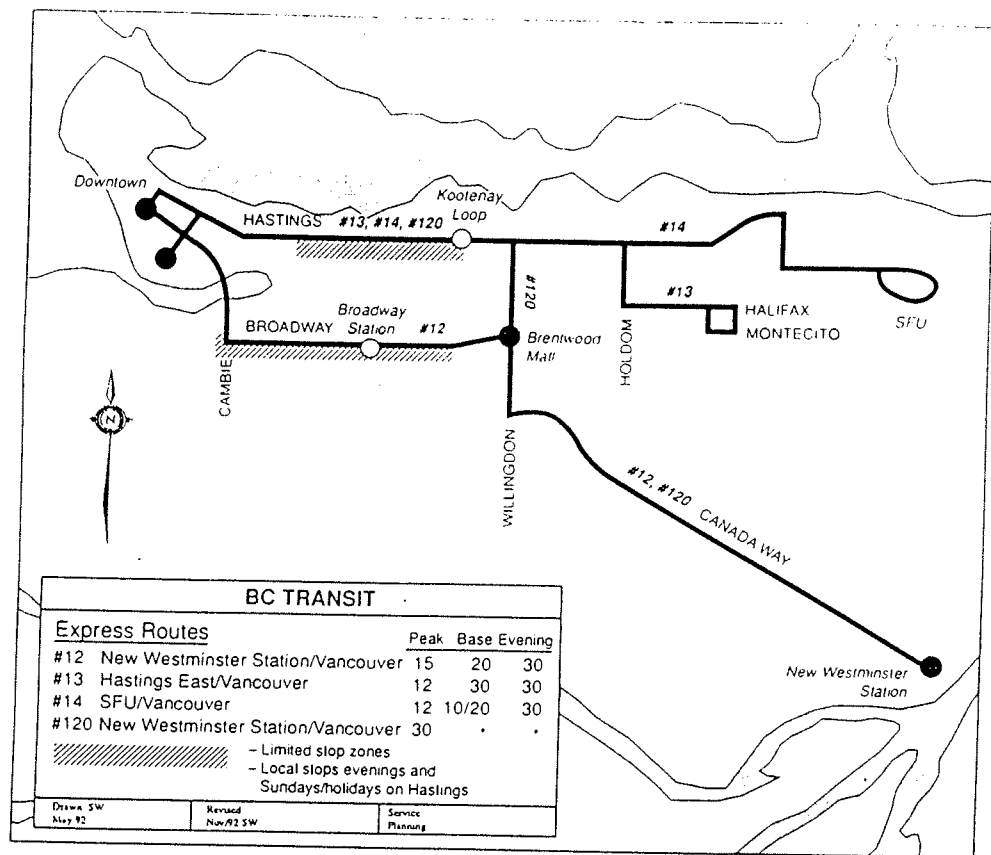 Downtown
Kootenay
Loop
HASTINGS #13, #14, #120
#14
#120
#13
HALIFAX
MONTECITO
SFU
Broadway
Station
BROADWAY
#12
Brentwood
Mall
HOLDOM
CAMBIE
N
WILLINGDON
#12, #120 CANADA WAY
New Westminster
Station
BC TRANSIT
Express Routes Peak Base Evening
#12 New Westminster Station/Vancouver 15 20 30
#13 Hastings East/Vancouver 12 30 30
#14 SFU/Vancouver 12 10/20 30
#120 New Westminster Station/Vancouver 30 · ·
– Limited stop zones
– Local stops evenings and
Sundays/holidays on Hastings
Drawn SW
May 92
Revised
Nov/92 SW
Service
Planning